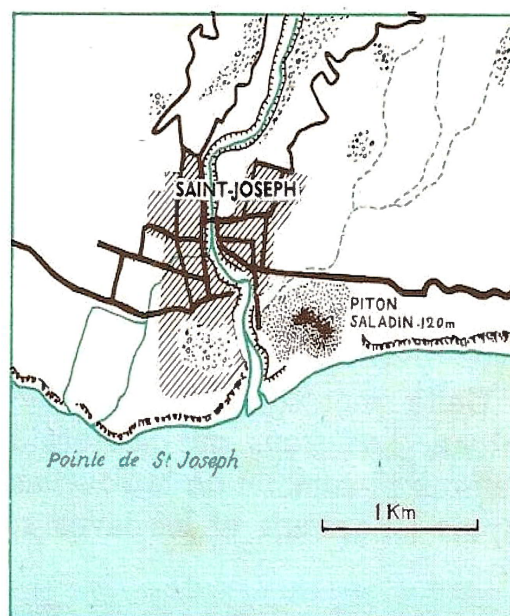 SAINT-JOSEPH
PITON
SALADIN-120m
Pointe de St Joseph
1 Km